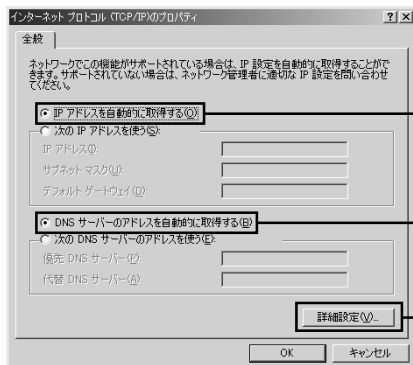 インターネット プロトコル (TCP/IP)のプロパティ
全般
ネットワークでこの機能がサポートされている場合は、IP 設定を自動的に取得することがで
きます。サポートされていない場合は、ネットワーク管理者に適切な IP 設定を問い合わせ
てください。
IP アドレスを自動的に取得する(O)
次の IP アドレスを使う(S):
IP アドレス(I):
サブネット マスク(U):
デフォルト ゲートウェイ(D):
DNS サーバーのアドレスを自動的に取得する(B)
次の DNS サーバーのアドレスを使う(E):
優先 DNS サーバー(P):
代替 DNS サーバー(A):
詳細設定(V)...
OK キャンセル